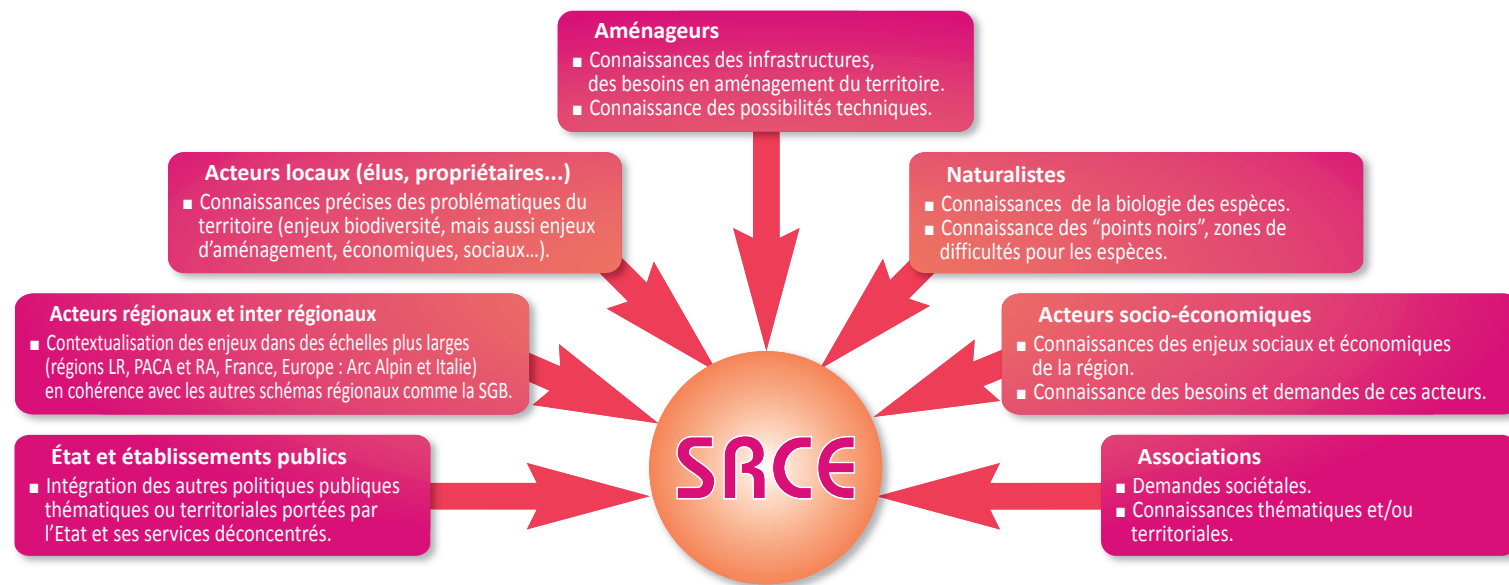 Aménageurs
■ Connaissances des infrastructures,
des besoins en aménagement du territoire.
■ Connaissance des possibilités techniques.
Acteurs locaux (élus, propriétaires...)
■ Connaissances précises des problématiques du
territoire (enjeux biodiversité, mais aussi enjeux
d’aménagement, économiques, sociaux...).
Naturalistes
■ Connaissances de la biologie des espèces.
■ Connaissance des “points noirs”, zones de
difficultés pour les espèces.
Acteurs régionaux et inter régionaux
■ Contextualisation des enjeux dans des échelles plus larges
(régions LR, PACA et RA, France, Europe : Arc Alpin et Italie)
en cohérence avec les autres schémas régionaux comme la SGB.
Acteurs socio-économiques
■ Connaissances des enjeux sociaux et économiques
de la région.
■ Connaissance des besoins et demandes de ces acteurs.
État et établissements publics
■ Intégration des autres politiques publiques
thématiques ou territoriales portées par
l’Etat et ses services déconcentrés.
SRCE
Associations
■ Demandes sociétales.
■ Connaissances thématiques et/ou
territoriales.